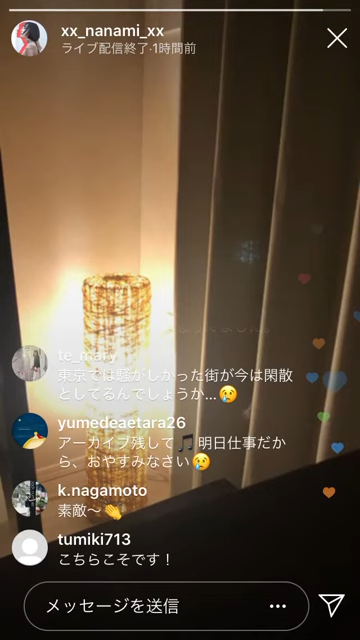 xx_nanami_xx
ライブ配信終了·1時間前
te_mary
東京では騒がしかった街が今は閑散
としてるんでしょうか...😢
yumedeaetara26
アーカイブ残して🎵明日仕事だか
ら、おやすみなさい😢
k.nagamoto
素敵〜👏
tumiki713
こちらこそです！
メッセージを送信